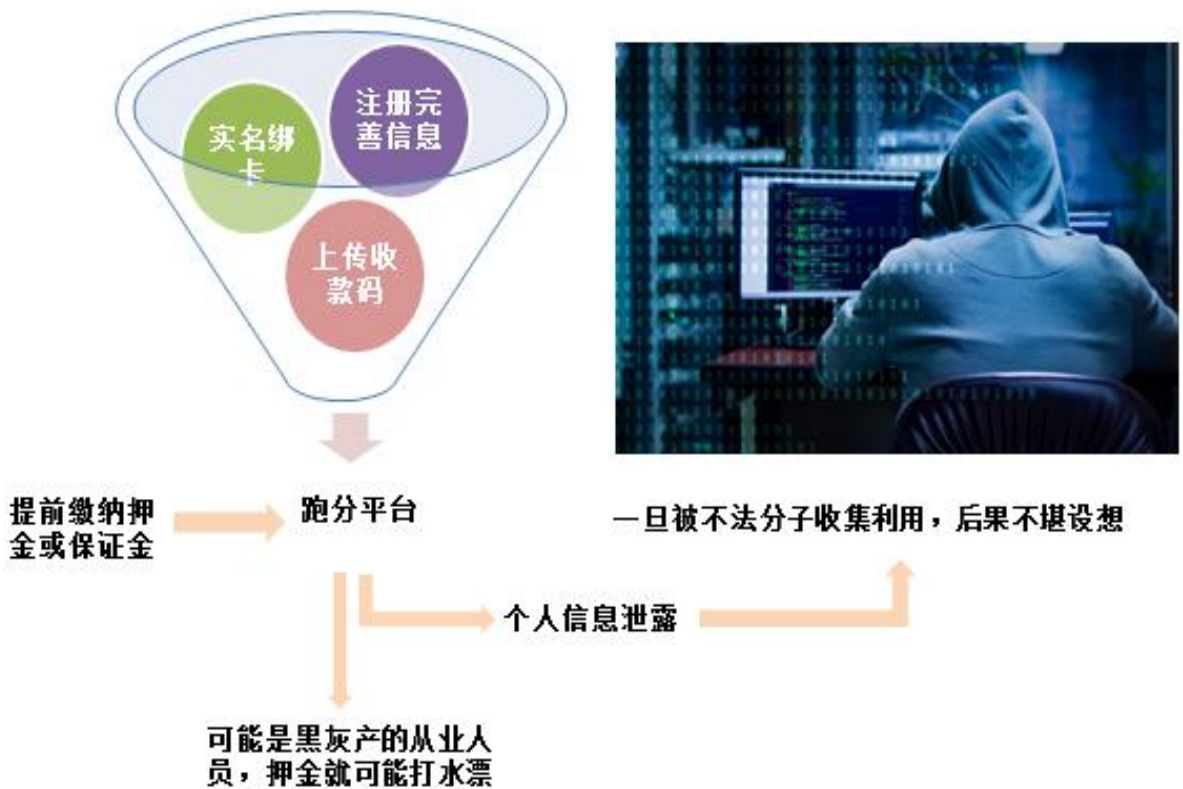 注册完
善信息
实名绑
卡
上传收
款码
提前缴纳押
金或保证金
跑分平台
一旦被不法分子收集利用，后果不堪设想
个人信息泄露
可能是黑灰产的从业人
员，押金就可能打水漂